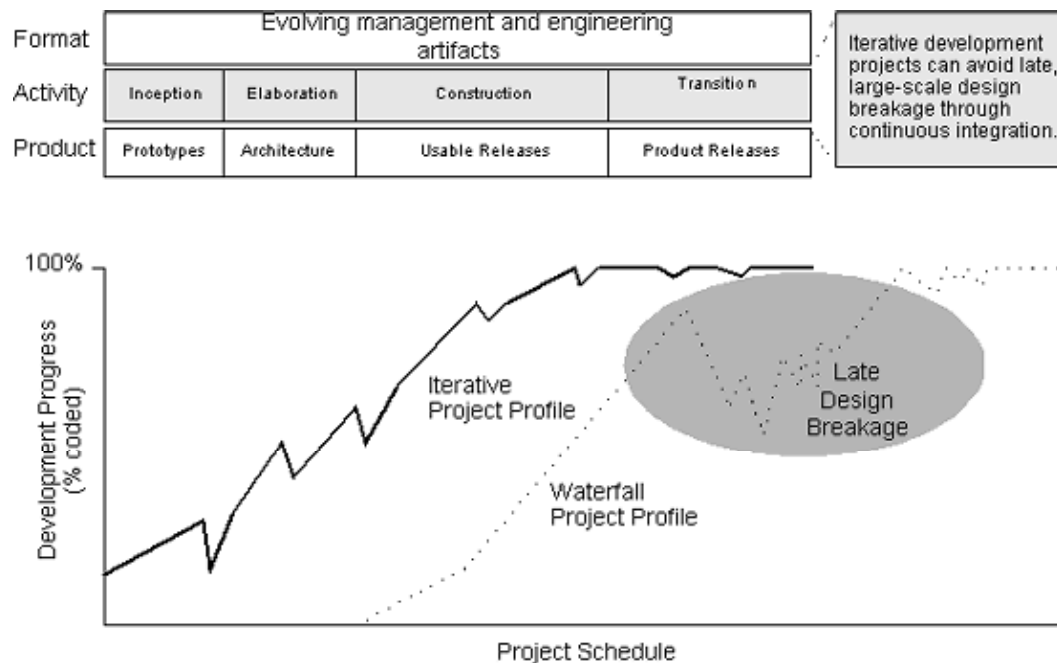 Format
Evolving management and engineering
artifacts
Activity
Inception
Elaboration
Construction
Transition
Product
Prototypes
Architecture
Usable Releases
Product Releases
Iterative development
projects can avoid late,
large-scale design
breakage through
continuous integration.
100%
Development Progress
(% coded)
Iterative
Project Profile
Waterfall
Project Profile
Late
Design
Breakage
Project Schedule